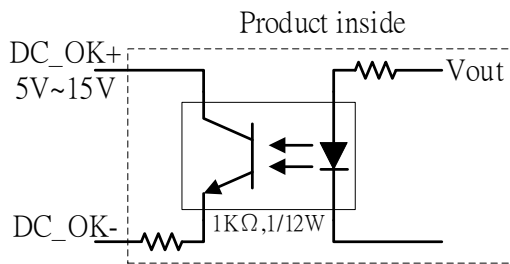 Product inside
DC_OK+
5V~15V
Vout
1KΩ,1/12W
DC_OK-